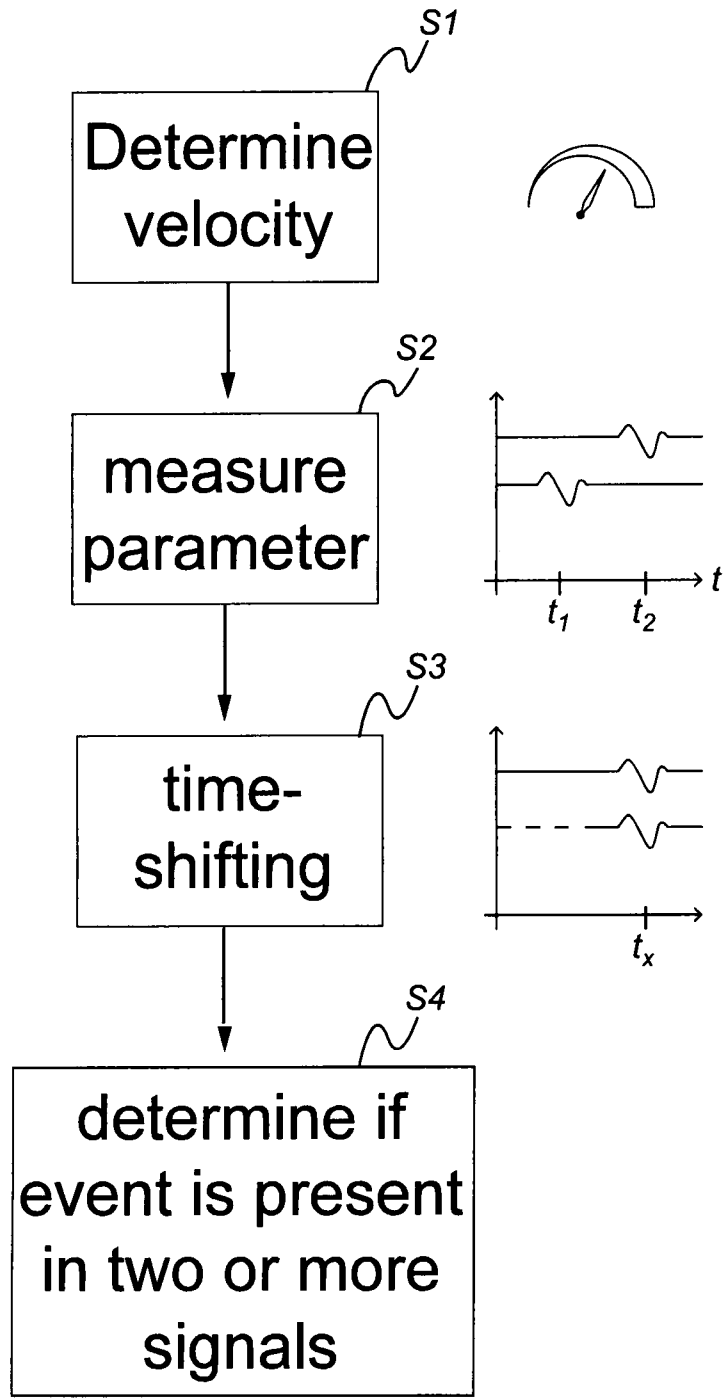 S1
Determine
velocity
S2
measure
parameter
t
t1 t2
S3
time-
shifting
tx
S4
determine if
event is present
in two or more
signals